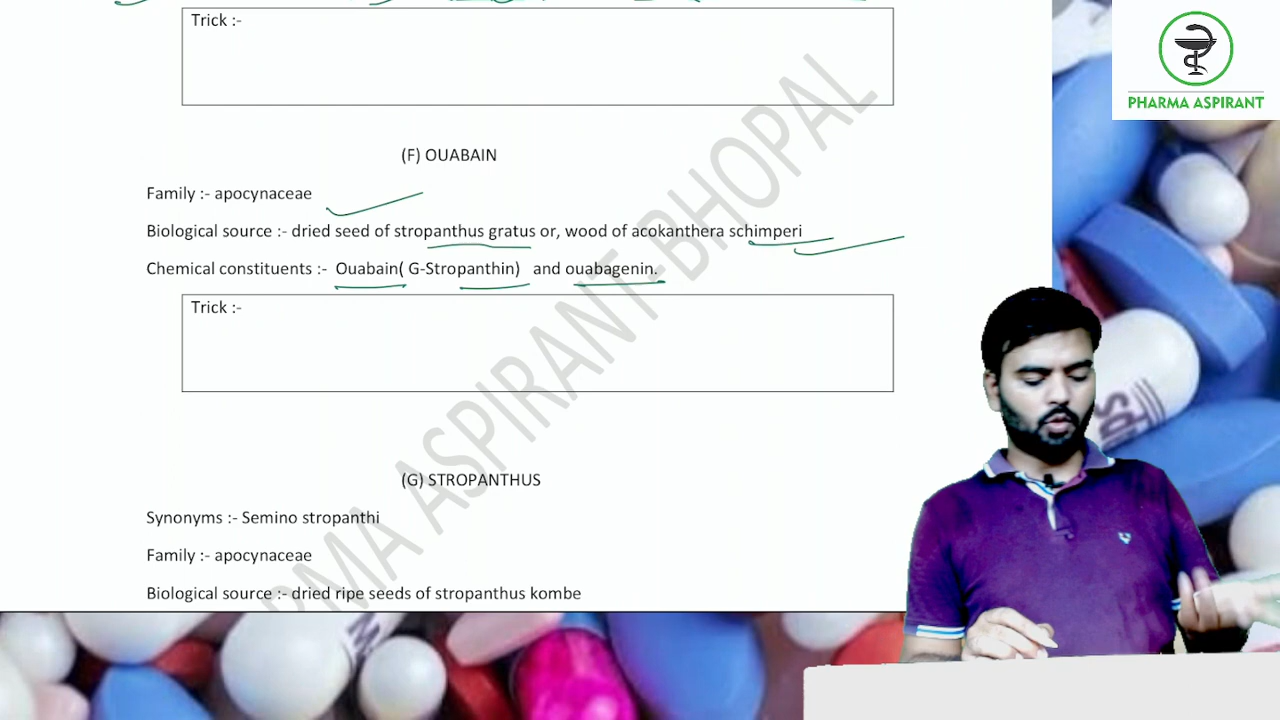 Trick :-
PHARMA ASPIRANT
(F) OUABAIN
Family :- apocynaceae
Biological source :- dried seed of stropanthus gratus or, wood of acokanthera schimperi
Chemical constituents :- Ouabain( G-Stropanthin) and ouabagenin.
Trick :-
(G) STROPANTHUS
Synonyms :- Semino stropanthi
Family :- apocynaceae
Biological source :- dried ripe seeds of stropanthus kombe
RMA ASPIRANT-BHOPAL